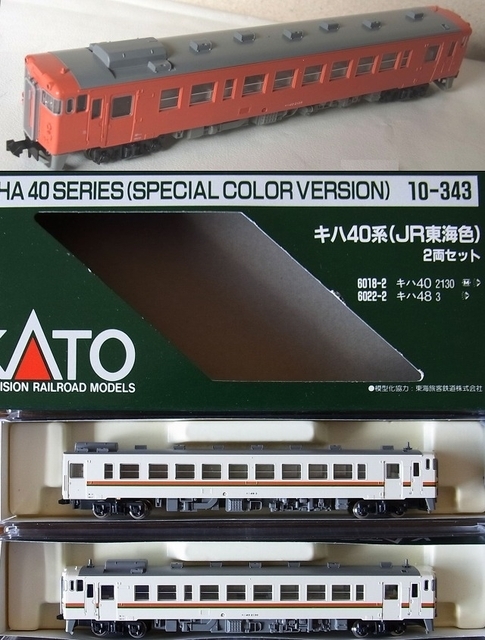 HA 40 SERIES (SPECIAL COLOR VERSION) 10-343
キハ40系(JR東海色)
2両セット
6018-2 キハ40 2130 M
6022-2 キハ48 3
KATO
ISION RAILROAD MODELS
●模型化協力:東海旅客鉄道株式会社